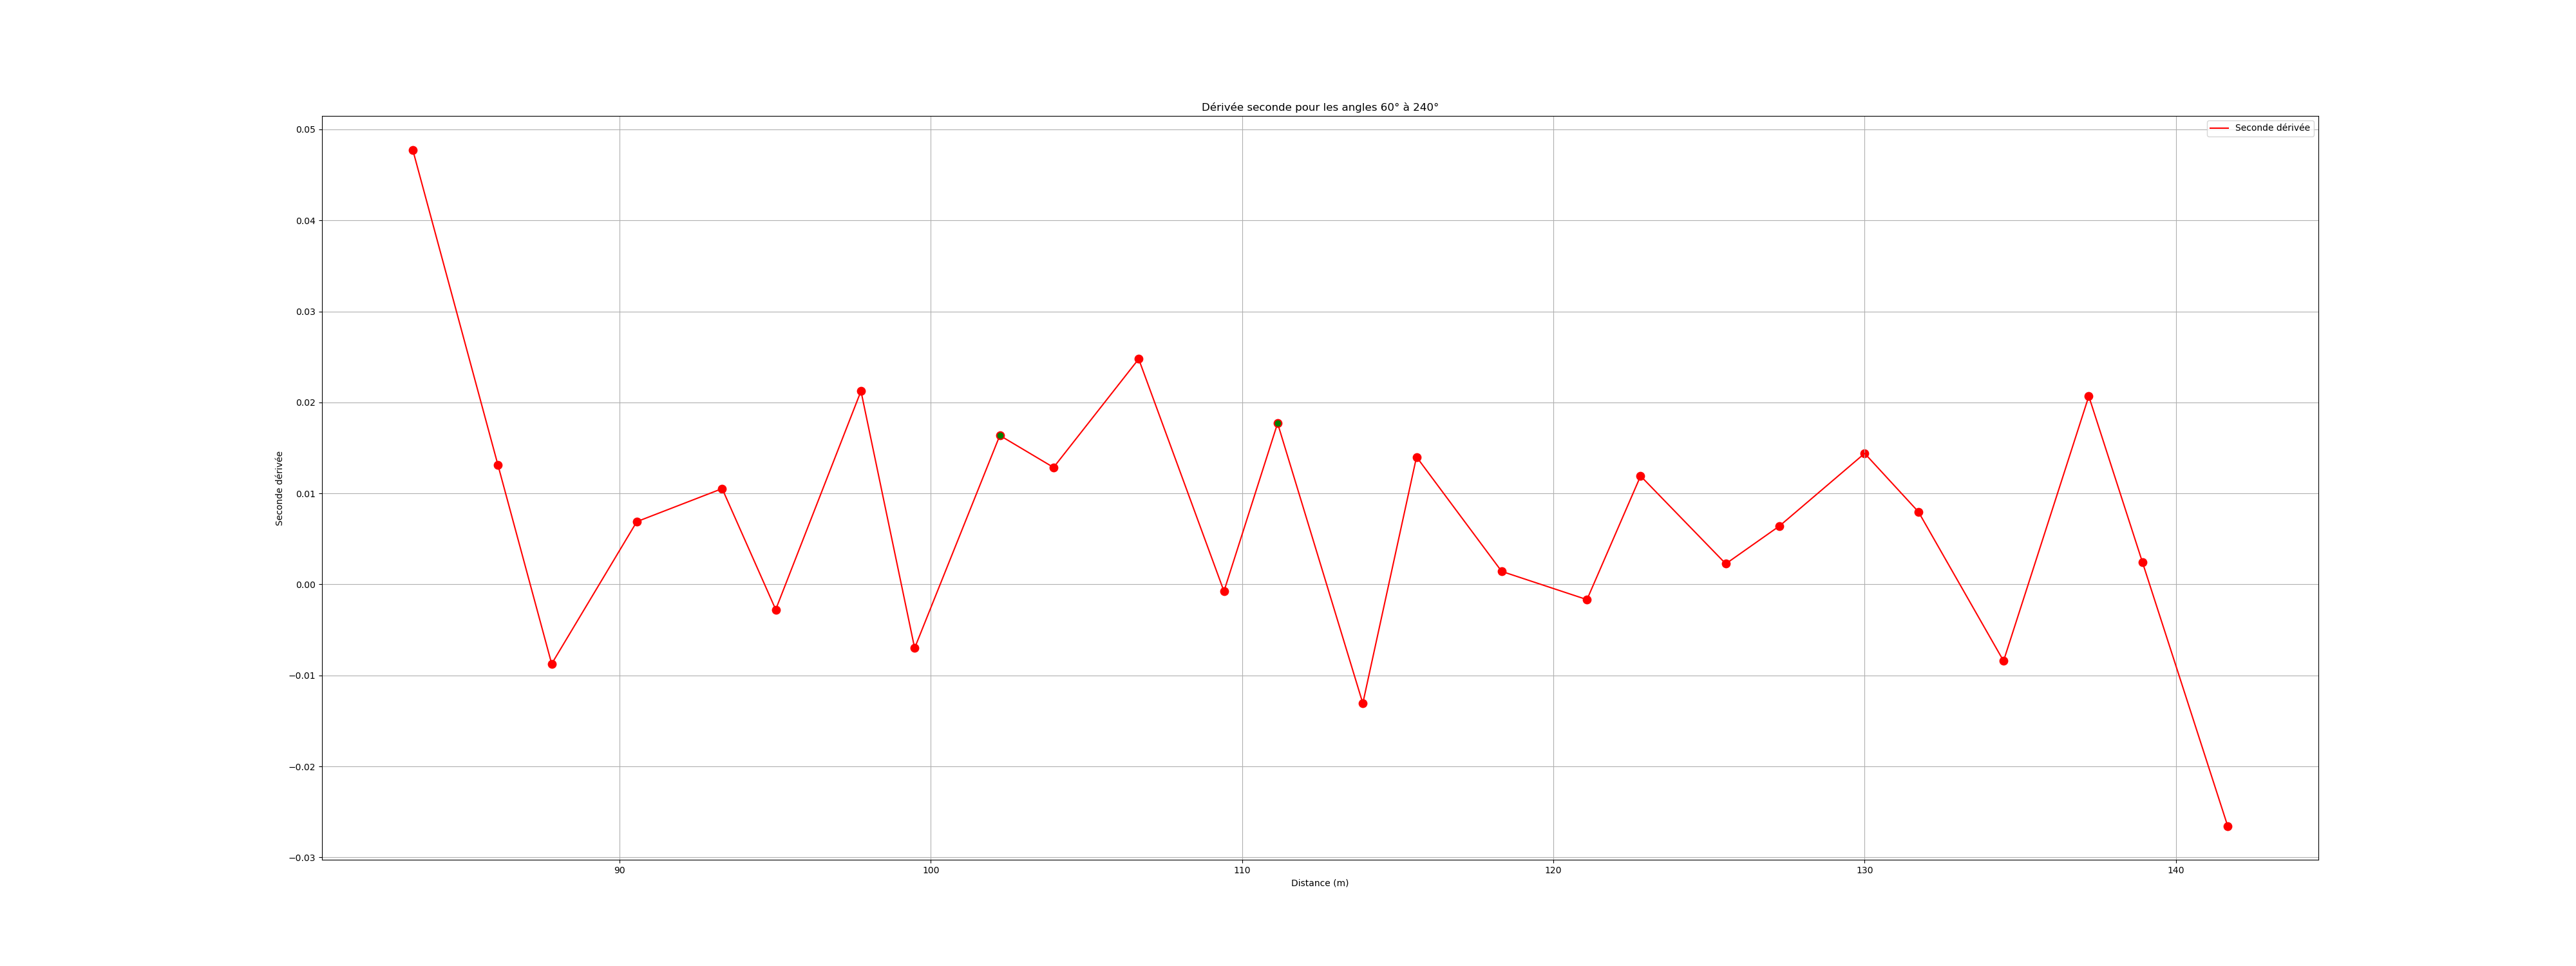 Dérivée seconde pour les angles 60° à 240°
Seconde dérivée
0.05
0.04
0.03
0.02
0.01
0.00
−0.01
−0.02
−0.03
Seconde dérivée
90 100 110 120 130 140
Distance (m)